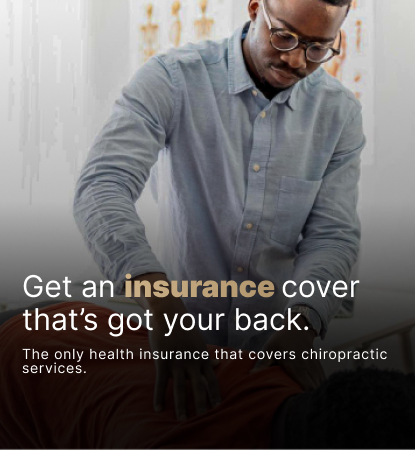 Get an insurance cover
that’s got your back.
The only health insurance that covers chiropractic
services.